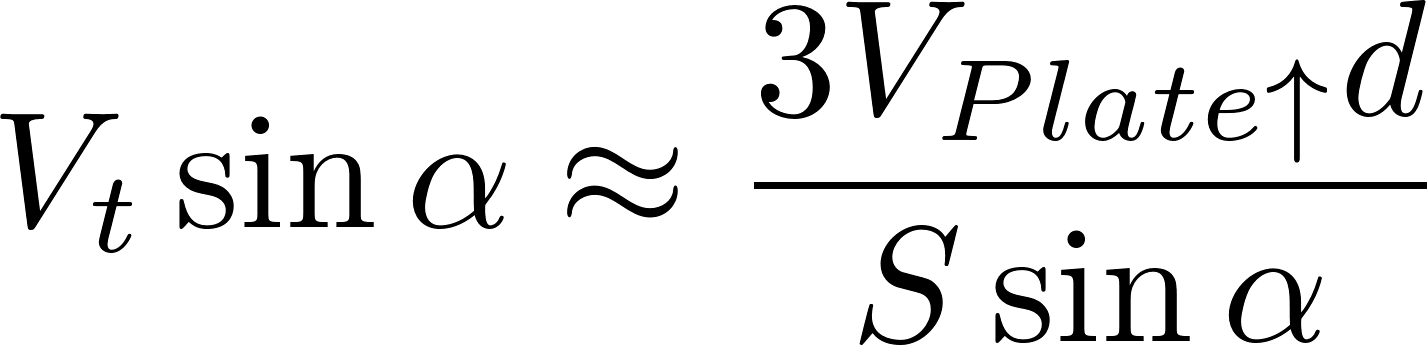 V_t \sin \alpha \approx \frac{3V_{Plate\uparrow}d}{S \sin \alpha}